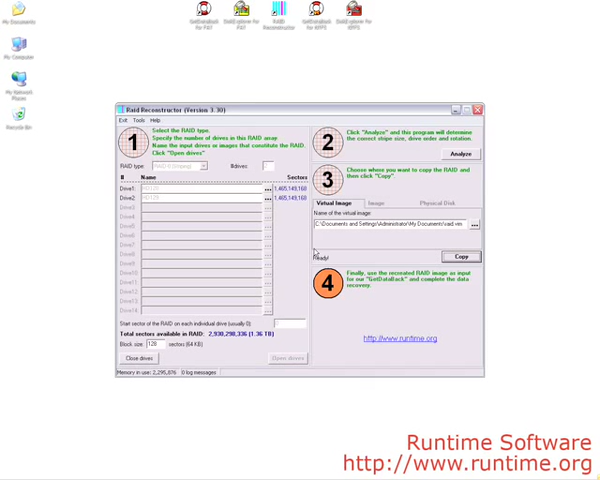 My Documents
GetDataBack for FAT
DiskExplorer for FAT
RAID Reconstructor
GetDataBack for NTFS
DiskExplorer for NTFS
My Computer
My Network Places
Recycle Bin
Raid Reconstructor (Version 3.30)
Exit Tools Help
1
Select the RAID type.
Specify the number of drives in this RAID array
Name the input drives or images that constitute the RAID.
Click "Open drives"
RAID type
#drives:
# Name Sectors
Drive1: 1,465,149,168
Drive2: 1,465,149,168
Drive3:
Drive4:
Drive5:
Drive6:
Drive7:
Drive8:
Drive9:
Drive10:
Drive11:
Drive12:
Drive13:
Drive14:
Start sector of the RAID on each individual drive (usually 0):
Total sectors available in RAID: 2,930,298,336 (1.36 TB)
Block size: 128 sectors (64 KB)
Close drives
Open drives
Memory in use: 2,295,876 0 log messages
2
Click "Analyze" and this program will determine the correct stripe size, drive order and rotation.
Analyze
3
Choose where you want to copy the RAID and then click "Copy".
Virtual Image Image Physical Disk
Name of the virtual image:
C:\Documents and Settings\Administrator\My Documents\raid.vim
Ready!
Copy
4
Finally, use the recreated RAID image as input for our "GetDataBack" and complete the data recovery.
http://www.runtime.org
Runtime Software
http://www.runtime.org